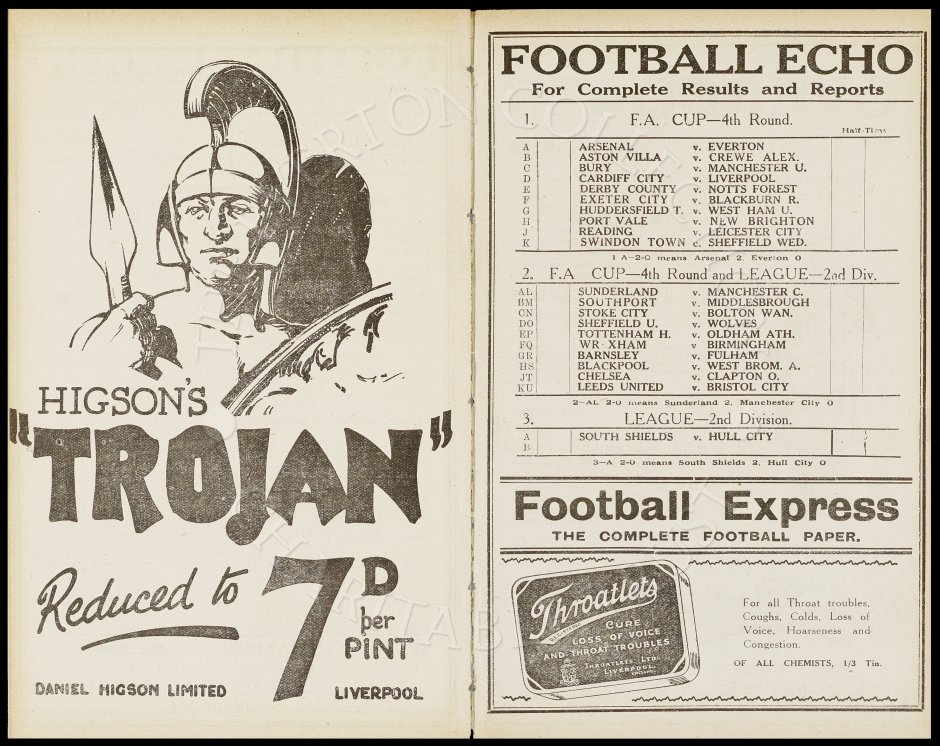 HIGSON'S
"TROJAN"
Reduced to 7D per PINT
DANIEL HIGSON LIMITED LIVERPOOL
FOOTBALL ECHO
For Complete Results and Reports
1. F.A. CUP—4th Round.
Half-Time
A ARSENAL v. EVERTON
B ASTON VILLA v. CREWE ALEX.
C BURY v. MANCHESTER U.
D CARDIFF CITY v. LIVERPOOL
E DERBY COUNTY v. NOTTS FOREST
F EXETER CITY v. BLACKBURN R.
G HUDDERSFIELD T. v. WEST HAM U.
H PORT VALE v. NEW BRIGHTON
J READING v. LEICESTER CITY
K SWINDON TOWN v. SHEFFIELD WED.
1 A-2-0 means Arsenal 2, Everton 0
2. F.A CUP—4th Round and LEAGUE—2nd Div.
AL SUNDERLAND v. MANCHESTER C.
BM SOUTHPORT v. MIDDLESBROUGH
CN STOKE CITY v. BOLTON WAN.
DO SHEFFIELD U. v. WOLVES
EP TOTTENHAM H. v. OLDHAM ATH.
FQ WR XHAM v BIRMINGHAM
GR BARNSLEY v. FULHAM
HS BLACKPOOL v. WEST BROM. A.
JT CHELSEA v. CLAPTON O.
KU LEEDS UNITED v. BRISTOL CITY
2-AL 2-0 means Sunderland 2, Manchester City 0
3. LEAGUE—2nd Division.
A SOUTH SHIELDS v. HULL CITY
B
3-A 2-0 means South Shields 2, Hull City 0
Football Express
THE COMPLETE FOOTBALL PAPER.
Throatlets
CURE
LOSS OF VOICE
AND THROAT TROUBLES
THROATLETS LTD.
LIVERPOOL.
ENGLAND
For all Throat troubles,
Coughs, Colds, Loss of
Voice, Hoarseness and
Congestion.
OF ALL CHEMISTS, 1/3 Tin.